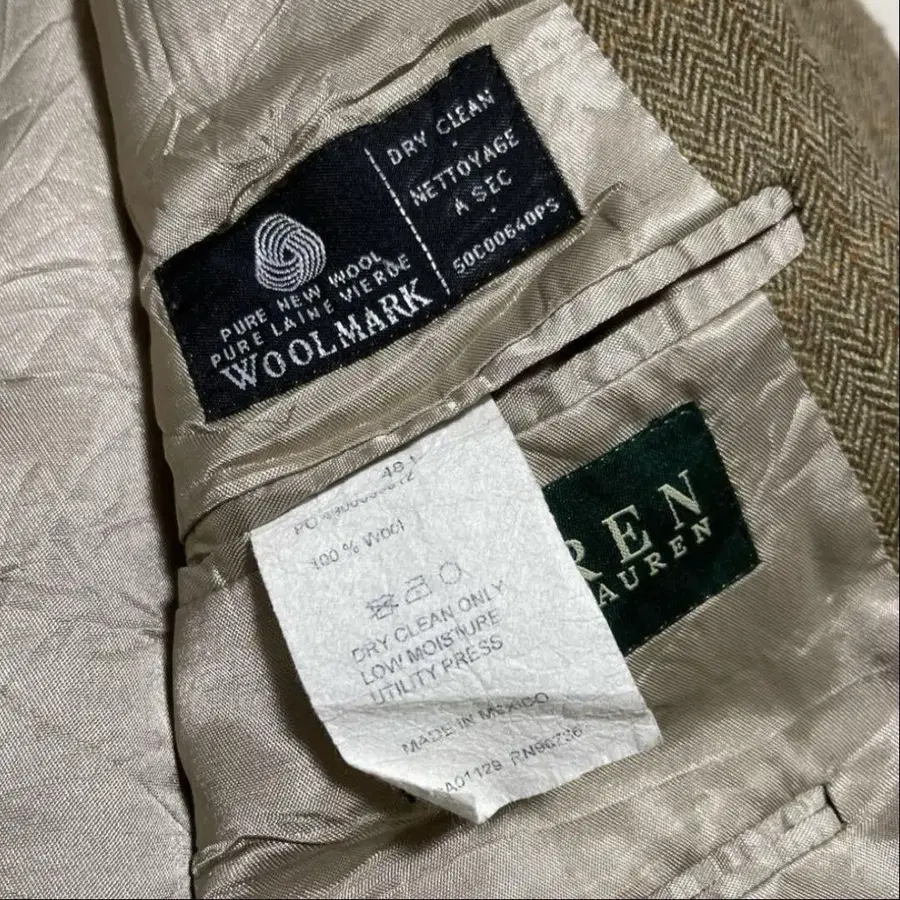 PURE NEW WOOL
PURE LAINE VIERGE
WOOLMARK
DRY CLEAN
NETTOYAGE
A SEC
50C00640PS
REN
AUREN
48
100% Wool
DRY CLEAN ONLY
LOW MOISTURE
UTILITY PRESS
MADE IN MEXICO
A01129